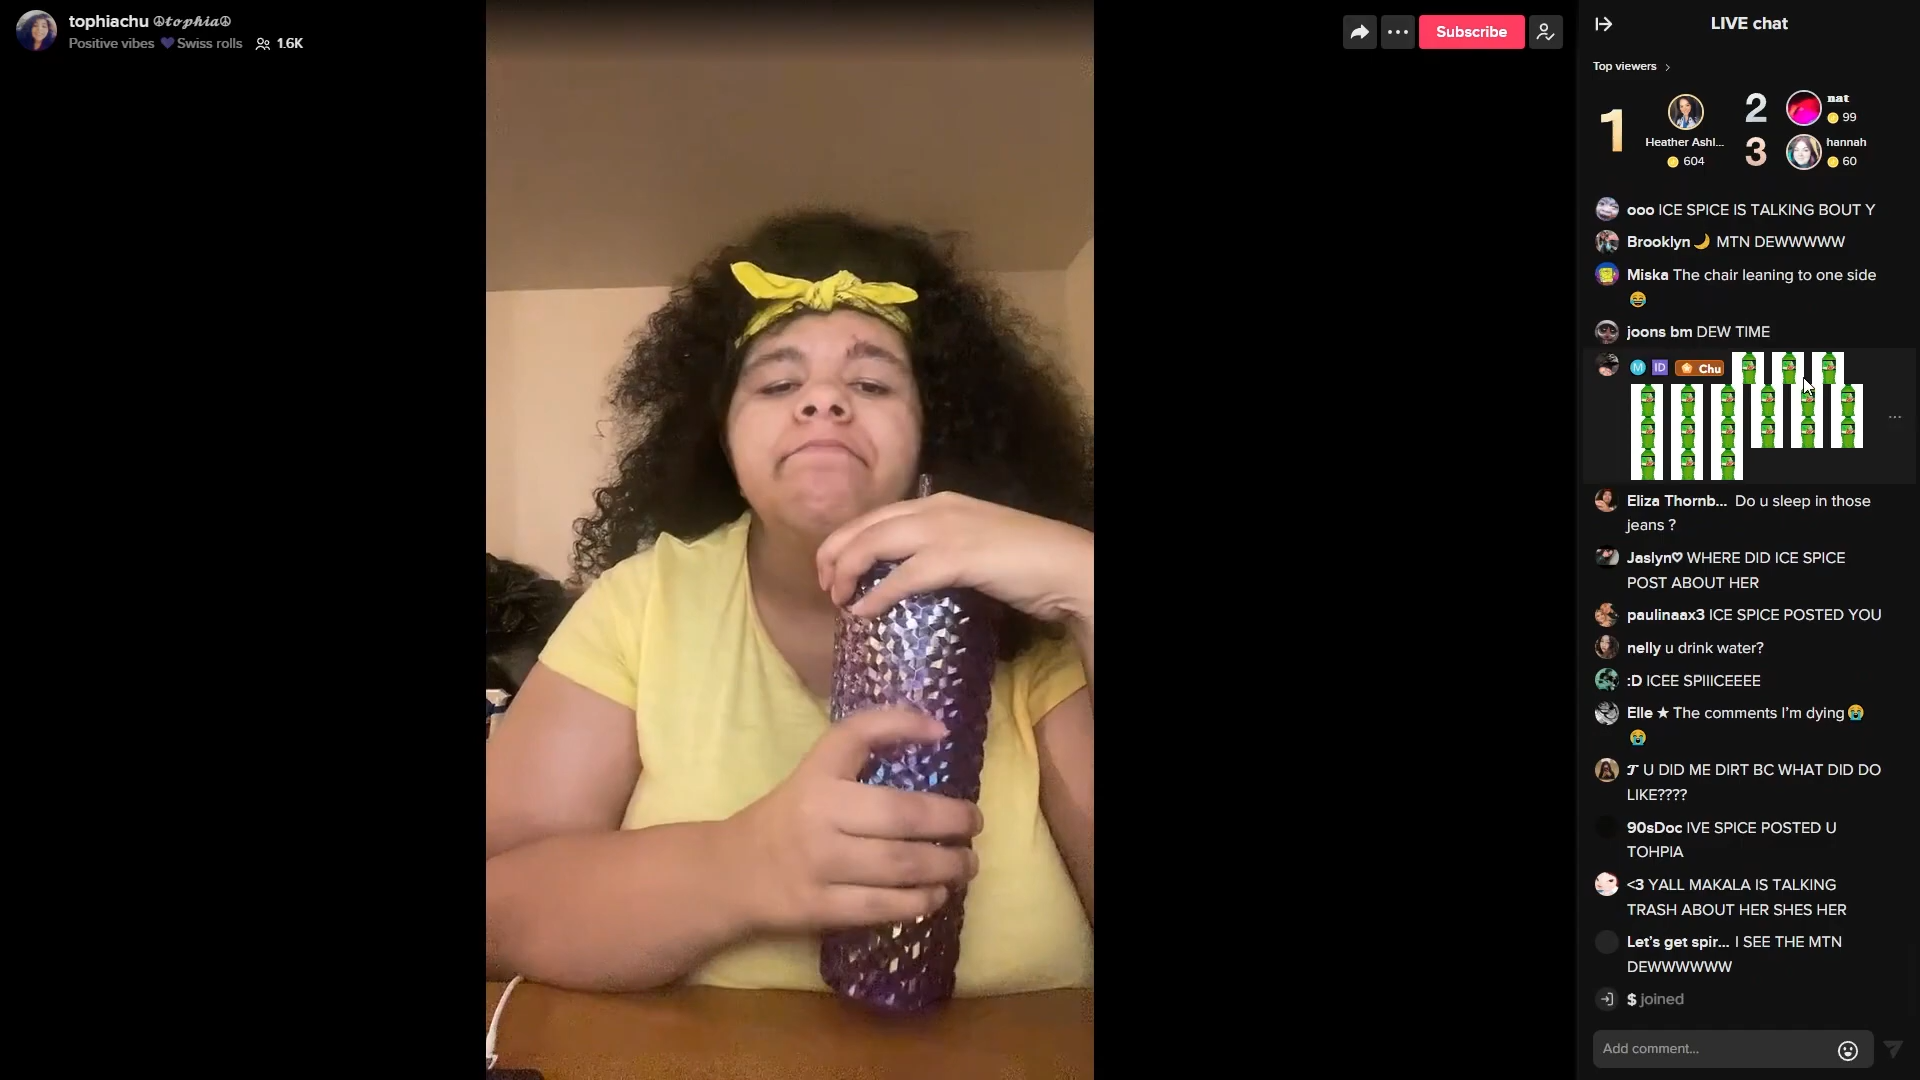 tophiachu ☮𝓽𝓸𝓹𝓱𝓲𝓪☮
Positive vibes 💜Swiss rolls 1.6K
Subscribe
LIVE chat
Top viewers >
1
Heather Ashl...
604
2
nat
99
3
hannah
60
ooo ICE SPICE IS TALKING BOUT Y
Brooklyn🌙 MTN DEWWWWW
Miska The chair leaning to one side
😂
joons bm DEW TIME
M ID Chu
Eliza Thornb... Do u sleep in those
jeans ?
Jaslyn♡ WHERE DID ICE SPICE
POST ABOUT HER
paulinaax3 ICE SPICE POSTED YOU
nelly u drink water?
:D ICEE SPIIICEEEE
Elle ★ The comments I'm dying😭
😭
𝓣 U DID ME DIRT BC WHAT DID DO
LIKE????
90sDoc IVE SPICE POSTED U
TOHPIA
<3 YALL MAKALA IS TALKING
TRASH ABOUT HER SHES HER
Let's get spir... I SEE THE MTN
DEWWWWWW
$ joined
Add comment...